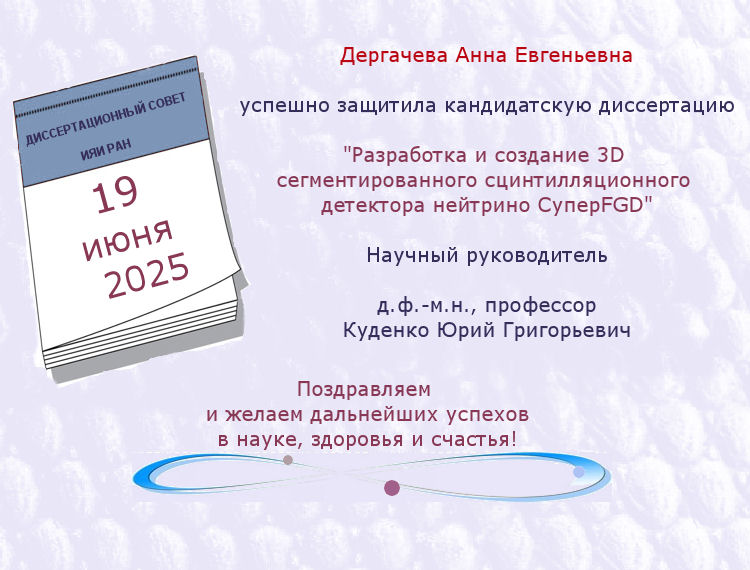 ДИССЕРТАЦИОННЫЙ СОВЕТ
ИЯИ РАН
19
июня
2025
Дергачева Анна Евгеньевна
успешно защитила кандидатскую диссертацию
"Разработка и создание 3D
сегментированного сцинтилляционного
детектора нейтрино СуперFGD"
Научный руководитель
д.ф.-м.н., профессор
Куденко Юрий Григорьевич
Поздравляем
и желаем дальнейших успехов
в науке, здоровья и счастья!